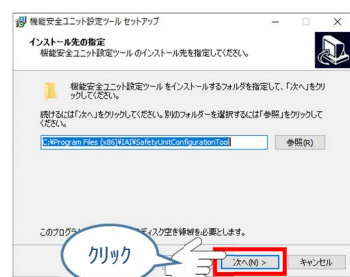 機能安全ユニット設定ツール セットアップ
インストール先の指定
機能安全ユニット設定ツール のインストール先を指定してください。
機能安全ユニット設定ツール をインストールするフォルダを指定して、「次へ」をクリ
ックしてください。
続けるには「次へ」をクリックしてください。別のフォルダーを選択するには「参照」をクリックして
ください。
C:¥Program Files (x86)¥IAI¥SafetyUnitConfigurationTool
参照(R)
このプログ
ディスク空き領域を必要とします。
クリック
次へ(N) >
キャンセル